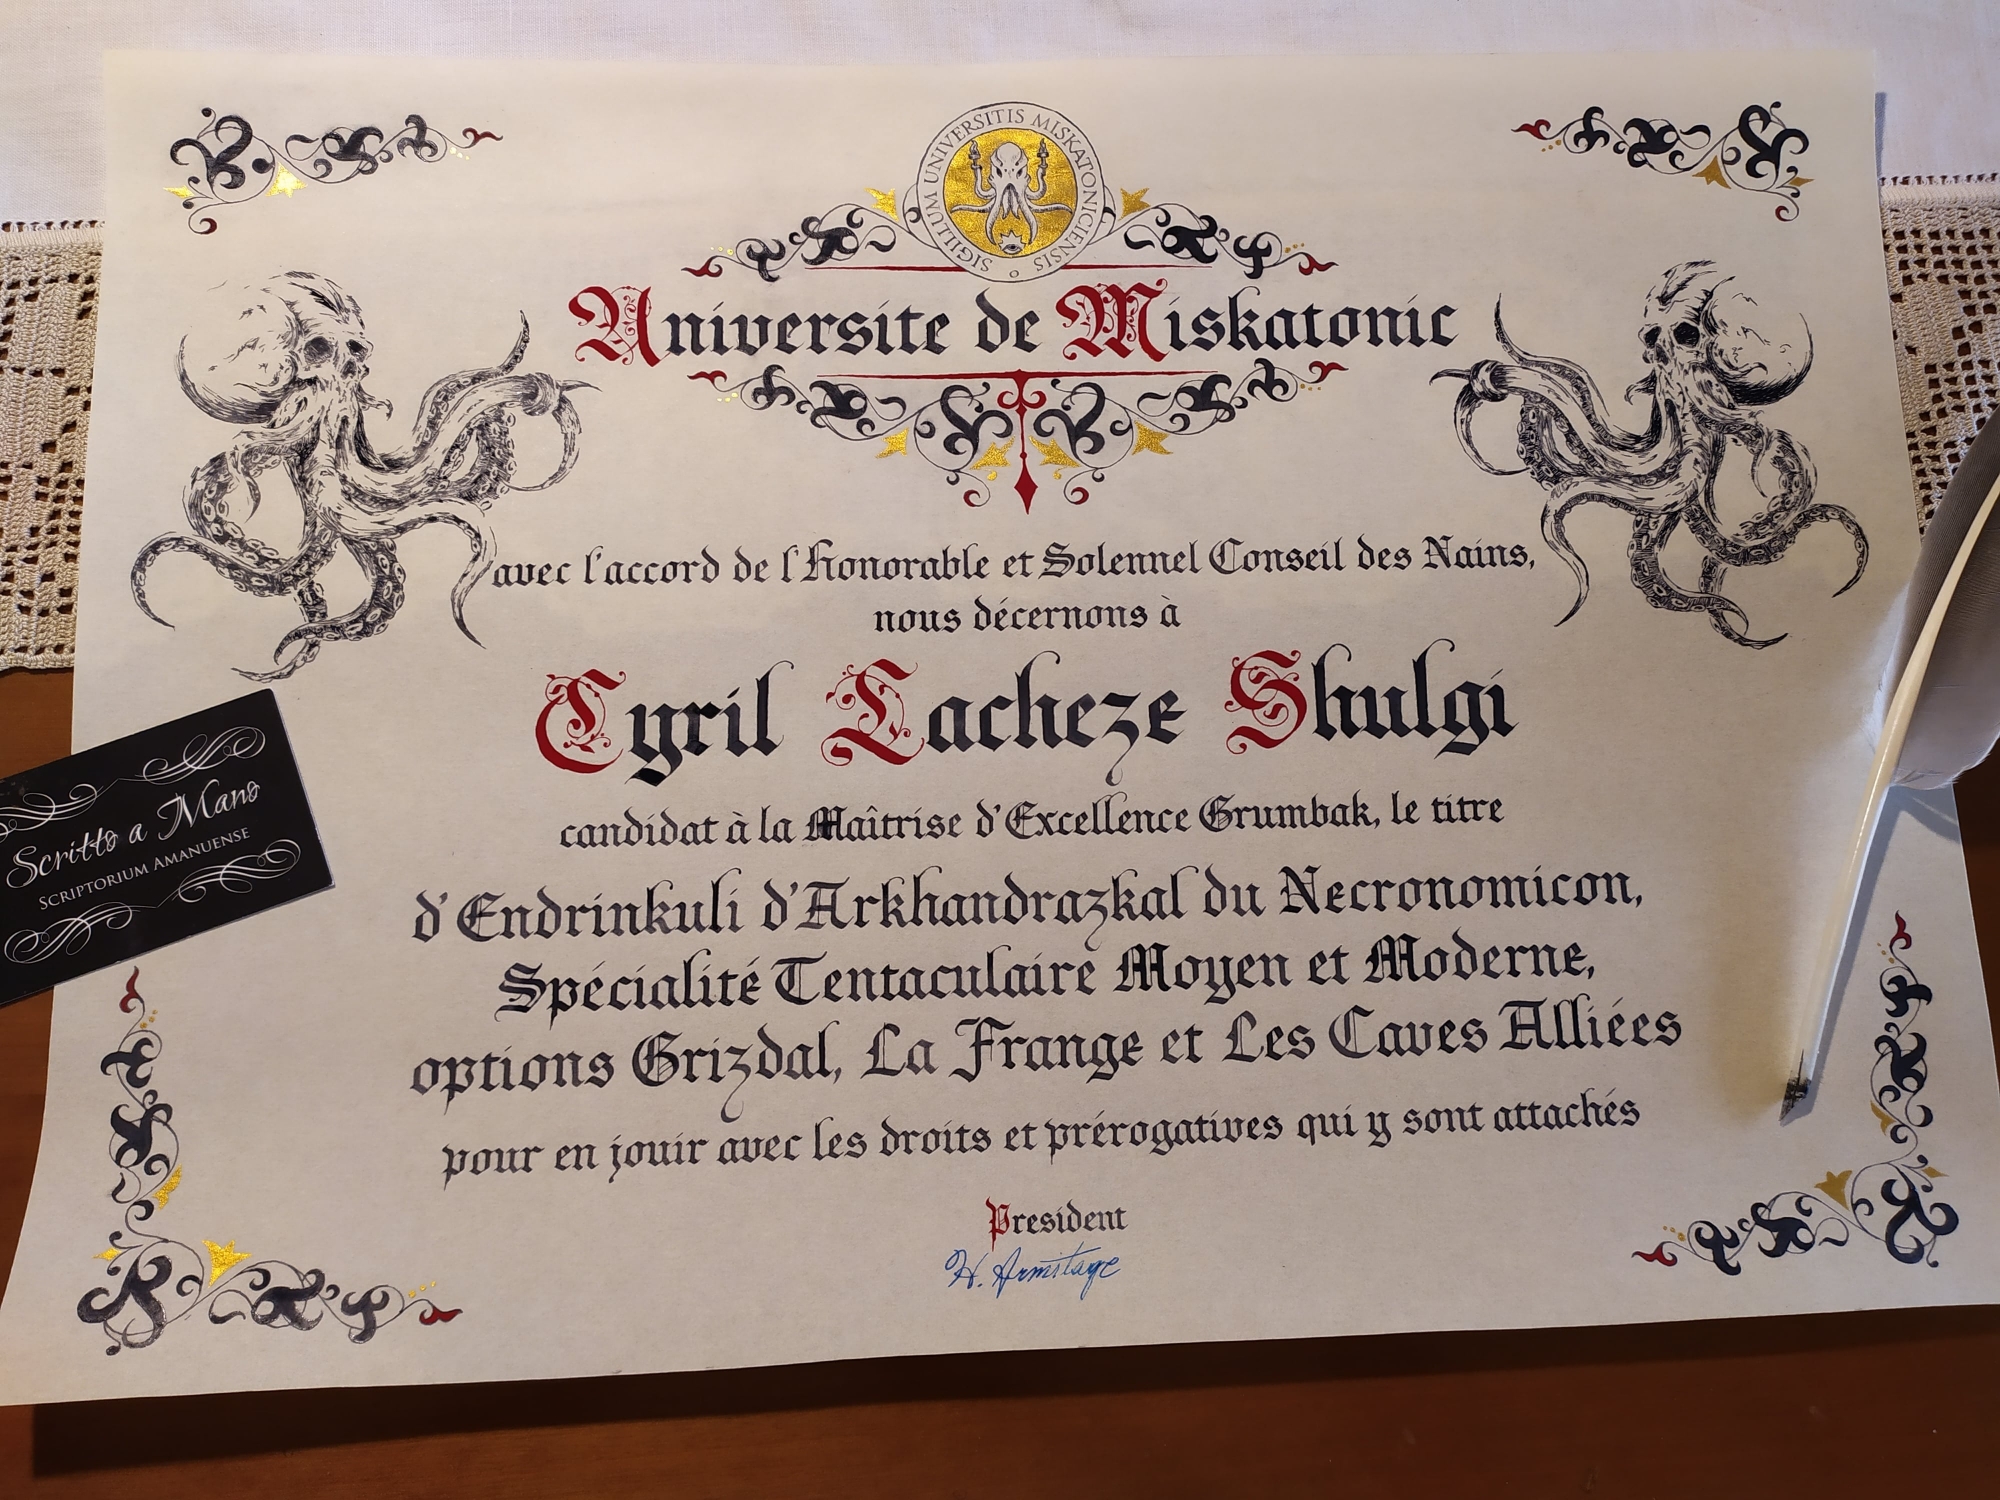 SIGILLUM UNIVERSITIS MISKATONICIENSIS
Universite de Miskatonic
avec l'accord de l'Honorable et Solennel Conseil des Nains,
nous décernons à
Cyril Lacheze Shulgi
candidat à la Maîtrise d'Excellence Grumbak, le titre
d'Endrinkuli d'Arkhandrazkal du Necronomicon,
Spécialité Tentaculaire Moyen et Moderne,
options Grizdal, La Frange et Les Caves Alliées
pour en jouir avec les droits et prérogatives qui y sont attachés
President
H. Armitage
Scritto a Mano
SCRIPTORIUM AMANUENSE